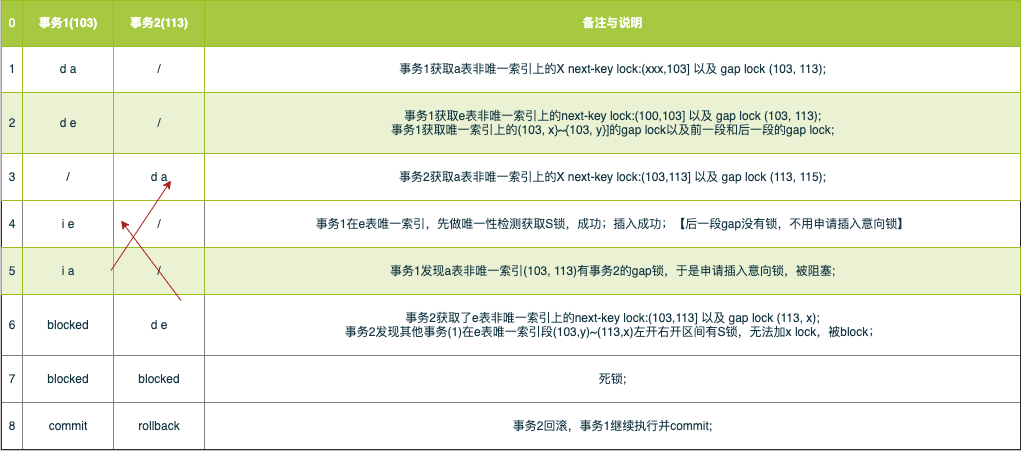 0 事务1(103) 事务2(113) 备注与说明
1 d a / 事务1获取a表非唯一索引上的X next-key lock:(xxx,103] 以及 gap lock (103, 113);
2 d e / 事务1获取e表非唯一索引上的next-key lock:(100,103] 以及 gap lock (103, 113);
事务1获取唯一索引上的(103, x}~{103, y}]的gap lock以及前一段和后一段的gap lock;
3 / d a 事务2获取a表非唯一索引上的X next-key lock:(103,113] 以及 gap lock (113, 115);
4 i e / 事务1在e表唯一索引，先做唯一性检测获取S锁，成功；插入成功；【后一段gap没有锁，不用申请插入意向锁】
5 i a / 事务1发现a表非唯一索引(103, 113)有事务2的gap锁，于是申请插入意向锁，被阻塞;
6 blocked d e 事务2获取了e表非唯一索引上的next-key lock:(103,113] 以及 gap lock (113, x);
事务2发现其他事务(1)在e表唯一索引段(103,y)~(113,x)左开右开区间有S锁，无法加x lock，被block；
7 blocked blocked 死锁;
8 commit rollback 事务2回滚，事务1继续执行并commit;